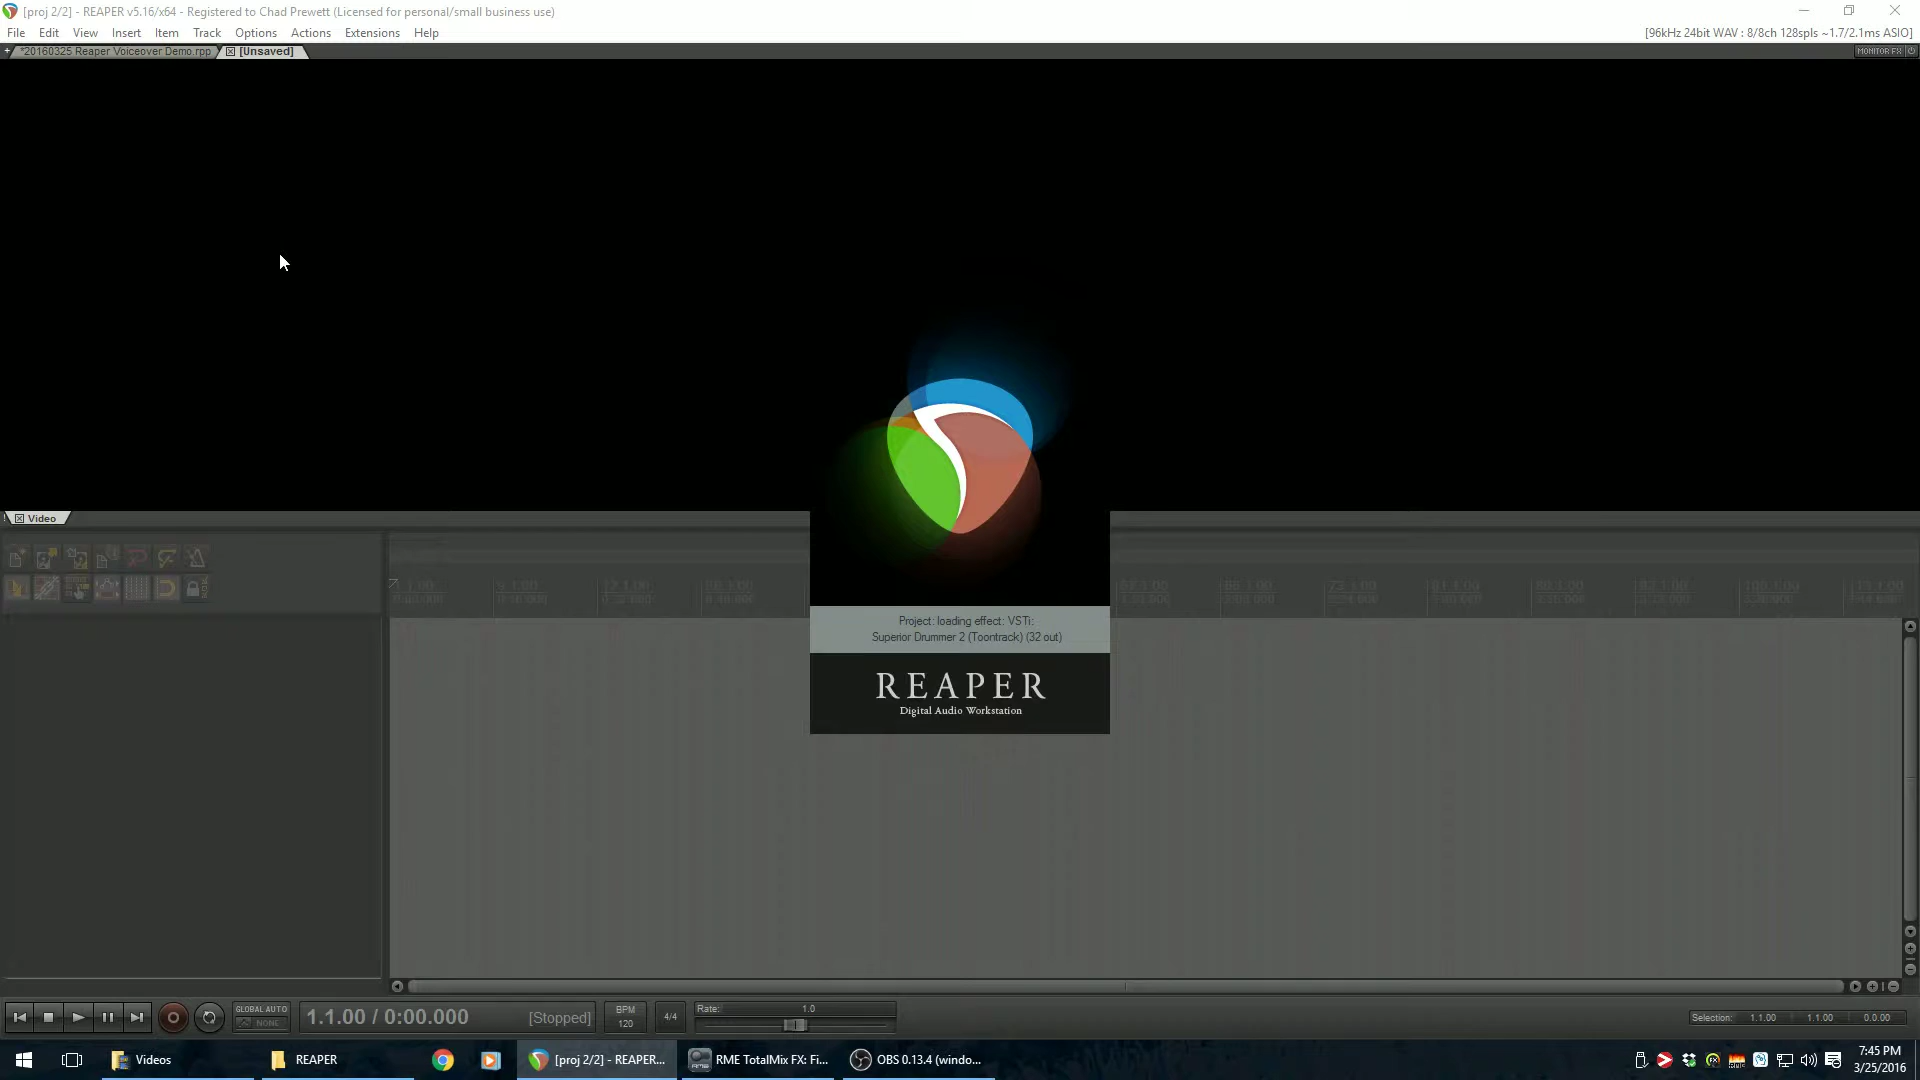 [proj 2/2] - REAPER v5.16/x64 - Registered to Chad Prewett (Licensed for personal/small business use)
File Edit View Insert Item Track Options Actions Extensions Help
[96kHz 24bit WAV : 8/8ch 128spls ~1.7/2.1ms ASIO]
*20160325 Reaper Voiceover Demo.rpp
[Unsaved]
MONITOR FX
Video
Project: loading effect: VSTi:
Superior Drummer 2 (Toontrack) (32 out)
REAPER
Digital Audio Workstation
GLOBAL AUTO
NONE
1.1.00 / 0:00.000
[Stopped]
BPM
120
4/4
Rate:
1.0
Selection: 1.1.00 1.1.00 0.0.00
Videos
REAPER
[proj 2/2] - REAPER...
RME TotalMix FX: Fi...
OBS 0.13.4 (windo...
7:45 PM
3/25/2016